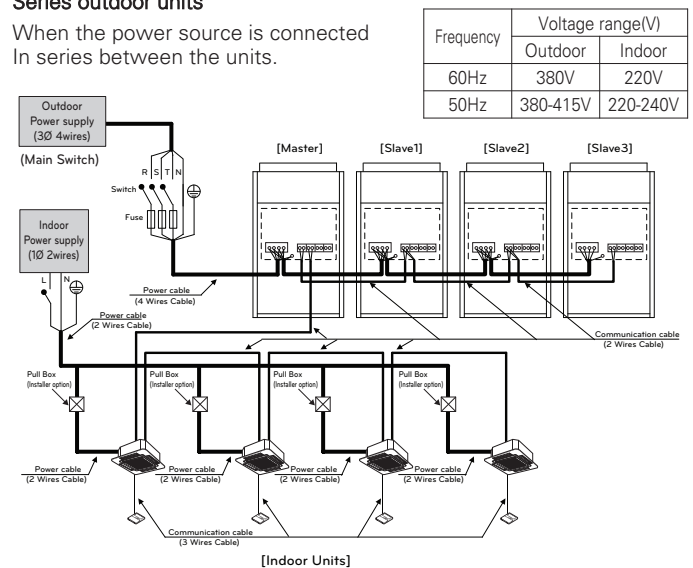 Series outdoor units
When the power source is connected
In series between the units.
Frequency
Voltage range(V)
Outdoor
Indoor
60Hz
380V
220V
50Hz
380-415V
220-240V
Outdoor
Power supply
(3Ø 4wires)
(Main Switch)
R S T N
Switch
Fuse
[Master]
[Slave1]
[Slave2]
[Slave3]
Indoor
Power supply
(1Ø 2wires)
L N
Power cable
(4 Wires Cable)
Power cable
(2 Wires Cable)
Communication cable
(2 Wires Cable)
Pull Box
(Installer option)
Pull Box
(Installer option)
Pull Box
(Installer option)
Pull Box
(Installer option)
Power cable
(2 Wires Cable)
Power cable
(2 Wires Cable)
Power cable
(2 Wires Cable)
Power cable
(2 Wires Cable)
Communication cable
(3 Wires Cable)
[Indoor Units]